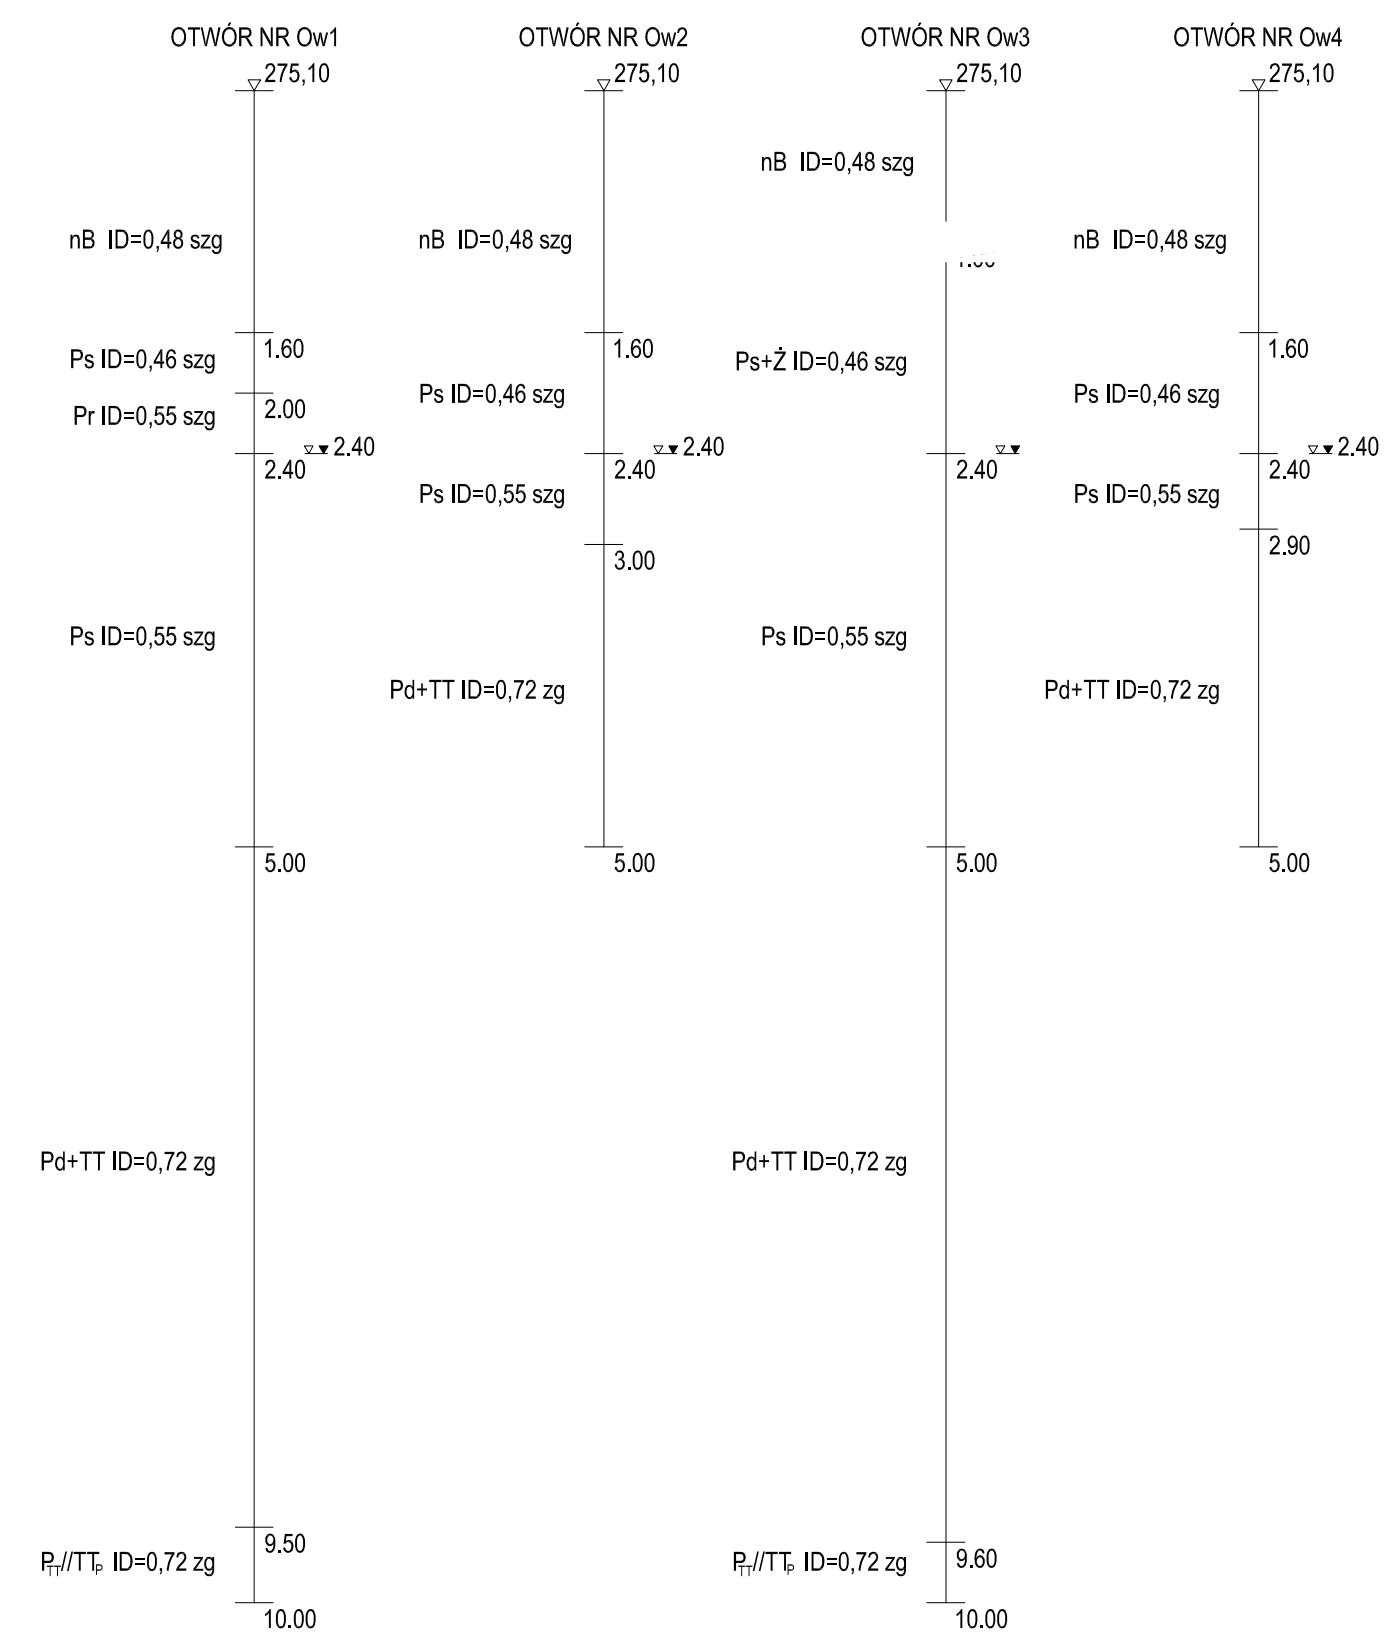 OTWÓR NR Ow1
275,10
nB ID=0,48 szg
1.60
Ps ID=0,46 szg
2.00
Pr ID=0,55 szg
2.40
2.40
Ps ID=0,55 szg
5.00
Pd+TT ID=0,72 zg
9.50
P_TT//TT_P ID=0,72 zg
10.00
OTWÓR NR Ow2
275,10
nB ID=0,48 szg
1.60
Ps ID=0,46 szg
2.40
2.40
Ps ID=0,55 szg
3.00
Pd+TT ID=0,72 zg
5.00
OTWÓR NR Ow3
275,10
nB ID=0,48 szg
Ps+Ż ID=0,46 szg
2.40
Ps ID=0,55 szg
5.00
Pd+TT ID=0,72 zg
9.60
P_TT//TT_P ID=0,72 zg
10.00
OTWÓR NR Ow4
275,10
nB ID=0,48 szg
1.60
Ps ID=0,46 szg
2.40
2.40
Ps ID=0,55 szg
2.90
Pd+TT ID=0,72 zg
5.00